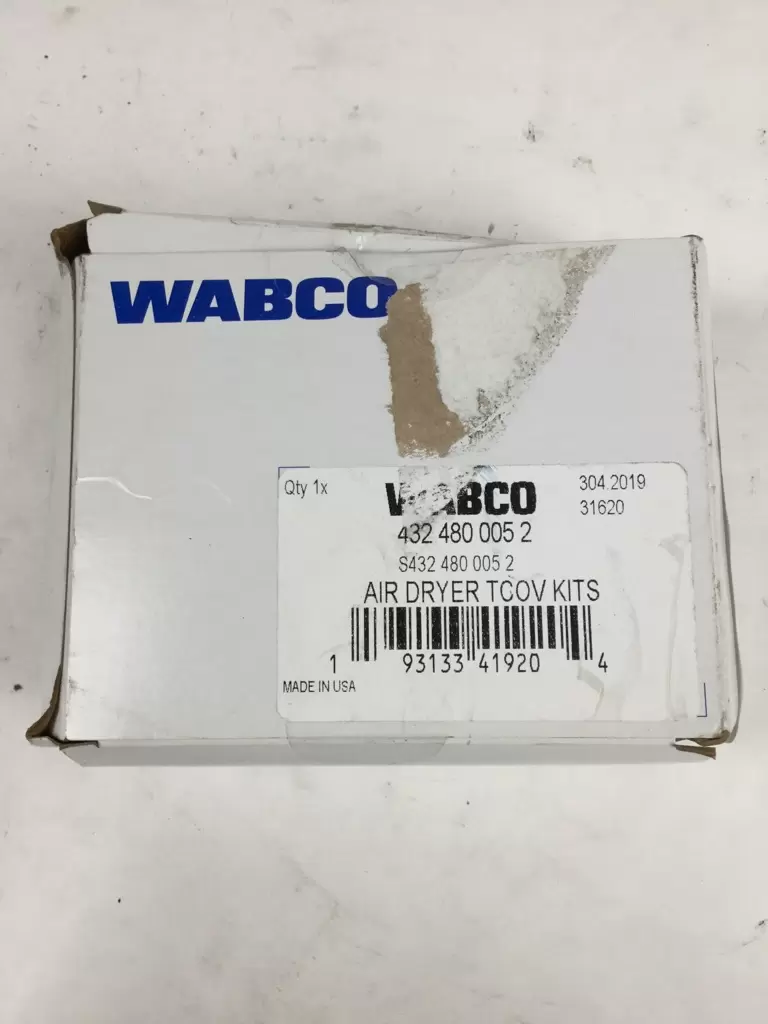 WABCO
Qty 1x
WABCO
304.2019
31620
432 480 005 2
S432 480 005 2
AIR DRYER TCOV KITS
1 93133 41920 4
MADE IN USA